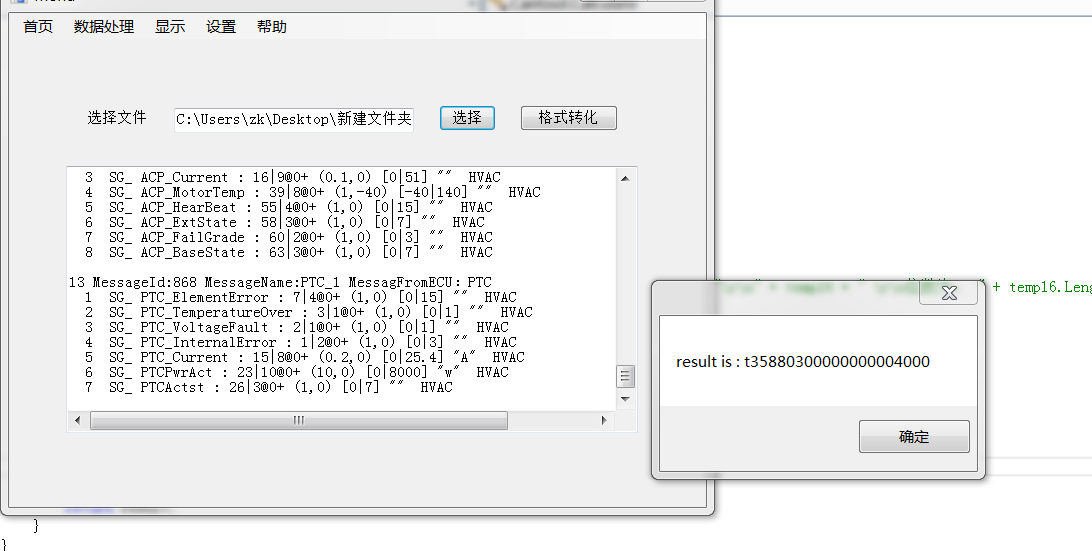 首页 数据处理 显示 设置 帮助
选择文件 C:\Users\zk\Desktop\新建文件夹 选择 格式转化
3 SG_ ACP_Current : 16|9@0+ (0.1,0) [0|51] "" HVAC
4 SG_ ACP_MotorTemp : 39|8@0+ (1,-40) [-40|140] "" HVAC
5 SG_ ACP_HearBeat : 55|4@0+ (1,0) [0|15] "" HVAC
6 SG_ ACP_ExtState : 58|3@0+ (1,0) [0|7] "" HVAC
7 SG_ ACP_FailGrade : 60|2@0+ (1,0) [0|3] "" HVAC
8 SG_ ACP_BaseState : 63|3@0+ (1,0) [0|7] "" HVAC
13 MessageId:868 MessageName:PTC_1 MessagFromECU：PTC
1 SG_ PTC_ElementError : 7|4@0+ (1,0) [0|15] "" HVAC
2 SG_ PTC_TemperatureOver : 3|1@0+ (1,0) [0|1] "" HVAC
3 SG_ PTC_VoltageFault : 2|1@0+ (1,0) [0|1] "" HVAC
4 SG_ PTC_InternalError : 1|2@0+ (1,0) [0|3] "" HVAC
5 SG_ PTC_Current : 15|8@0+ (0.2,0) [0|25.4] "A" HVAC
6 SG_ PTCPwrAct : 23|10@0+ (10,0) [0|8000] "w" HVAC
7 SG_ PTCActst : 26|3@0+ (1,0) [0|7] "" HVAC
" + temp16.Leng
result is : t35880300000000004000
确定
}
}